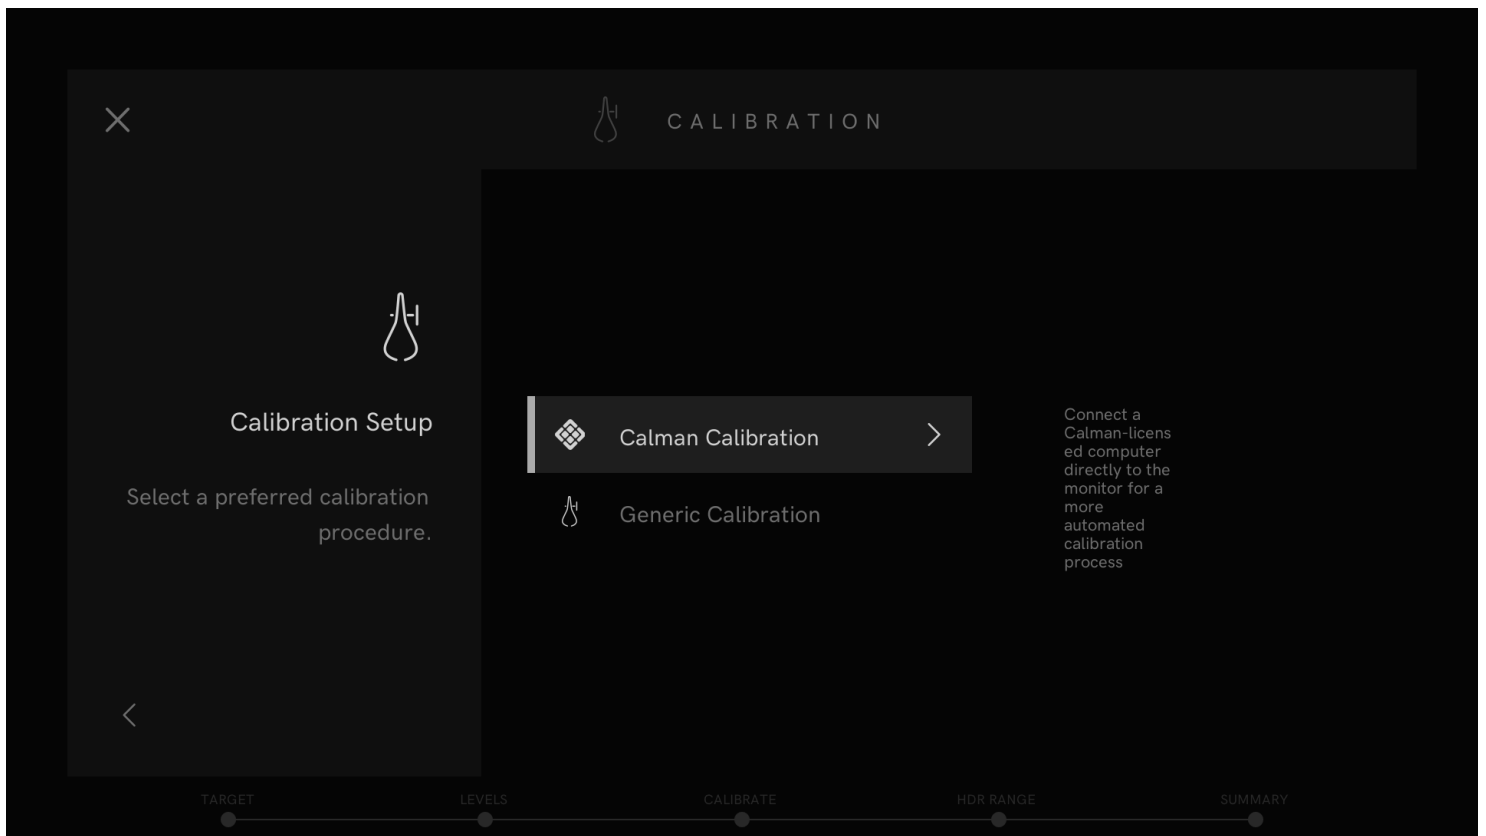 CALIBRATION
Calibration Setup
Select a preferred calibration
procedure.
Calman Calibration
Generic Calibration
Connect a
Calman-licens
ed computer
directly to the
monitor for a
more
automated
calibration
process
TARGET
LEVELS
CALIBRATE
HDR RANGE
SUMMARY